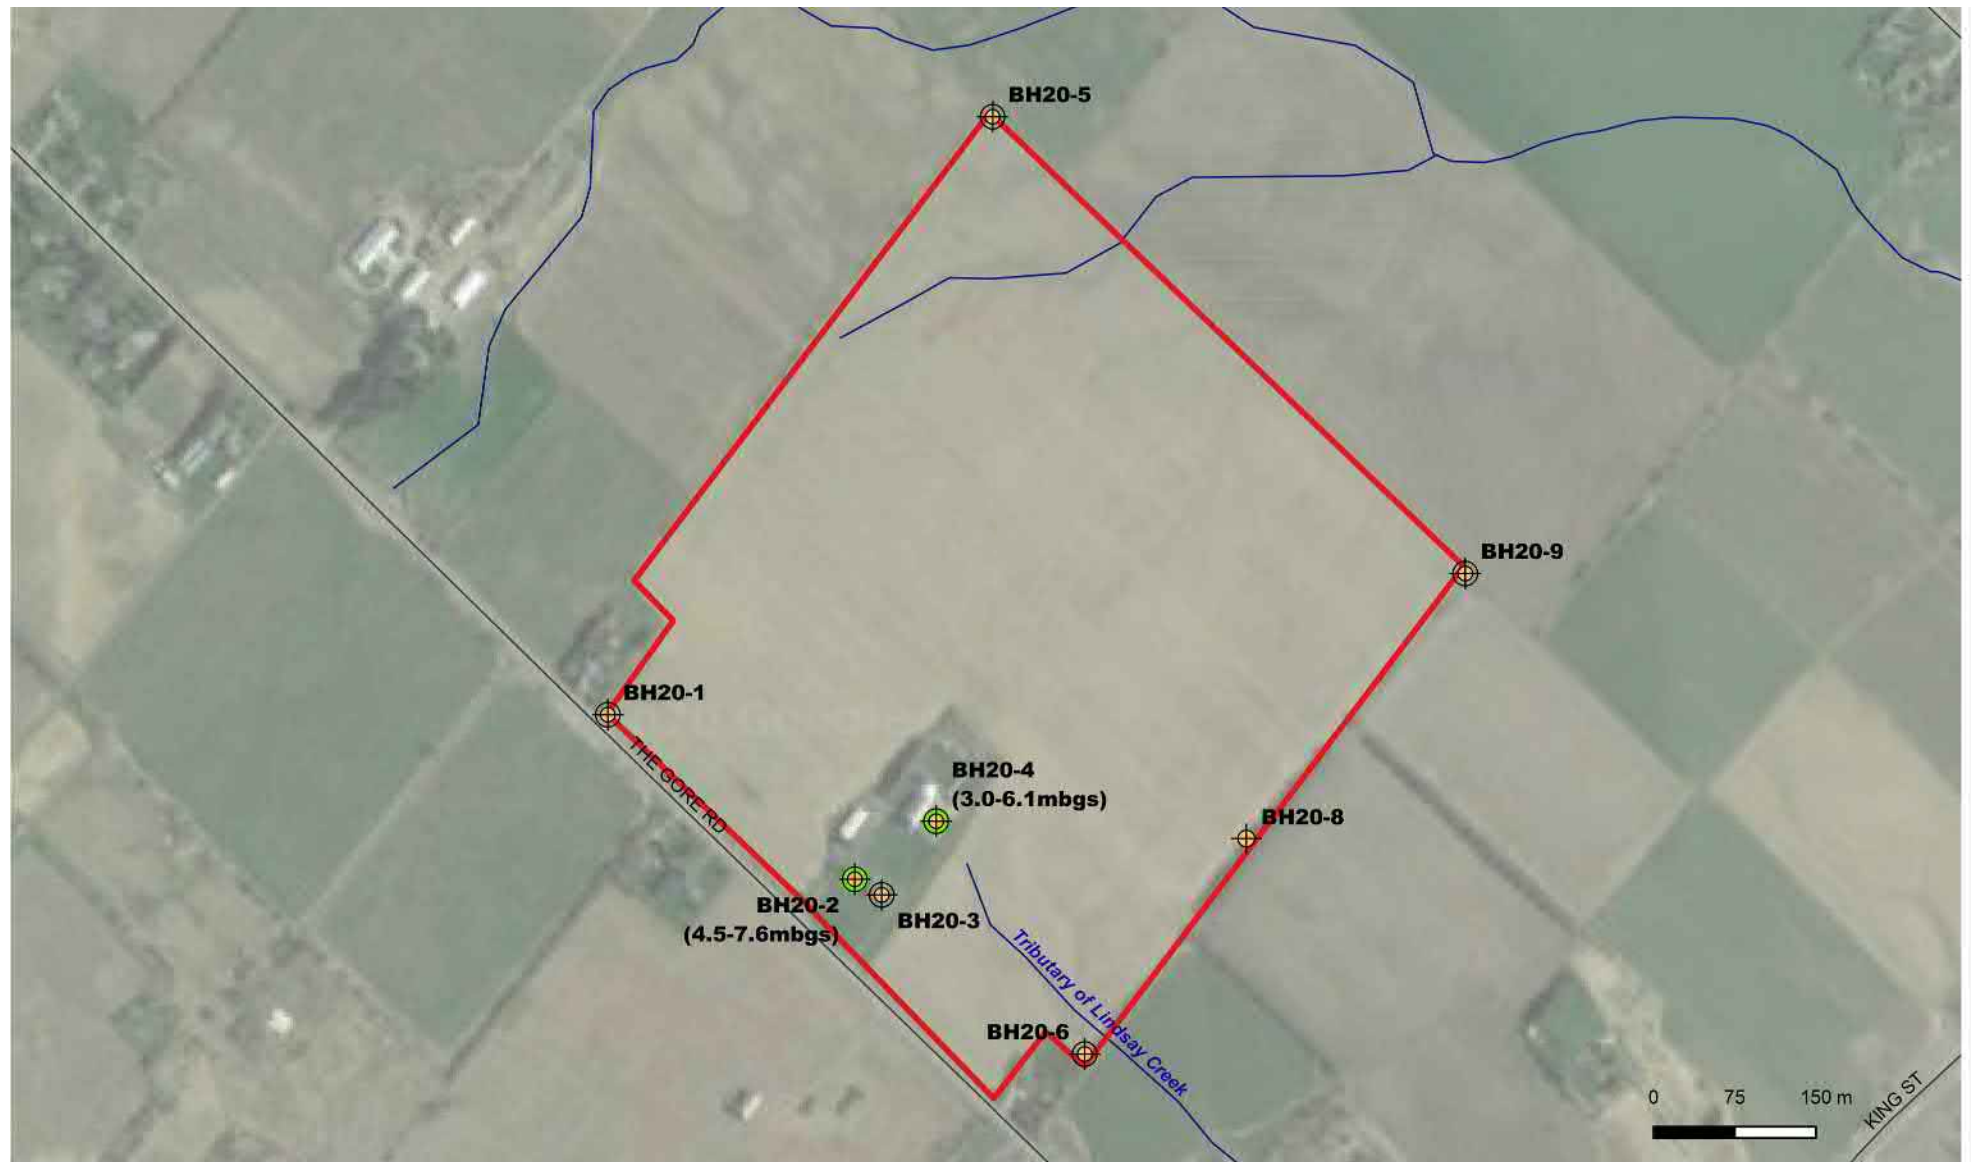 BH20-5
BH20-9
BH20-1
THE GORE RD
BH20-4
(3.0-6.1mbgs)
BH20-8
BH20-2
(4.5-7.6mbgs)
BH20-3
Tributary of Lindsay Creek
BH20-6
0 75 150 m
KING ST